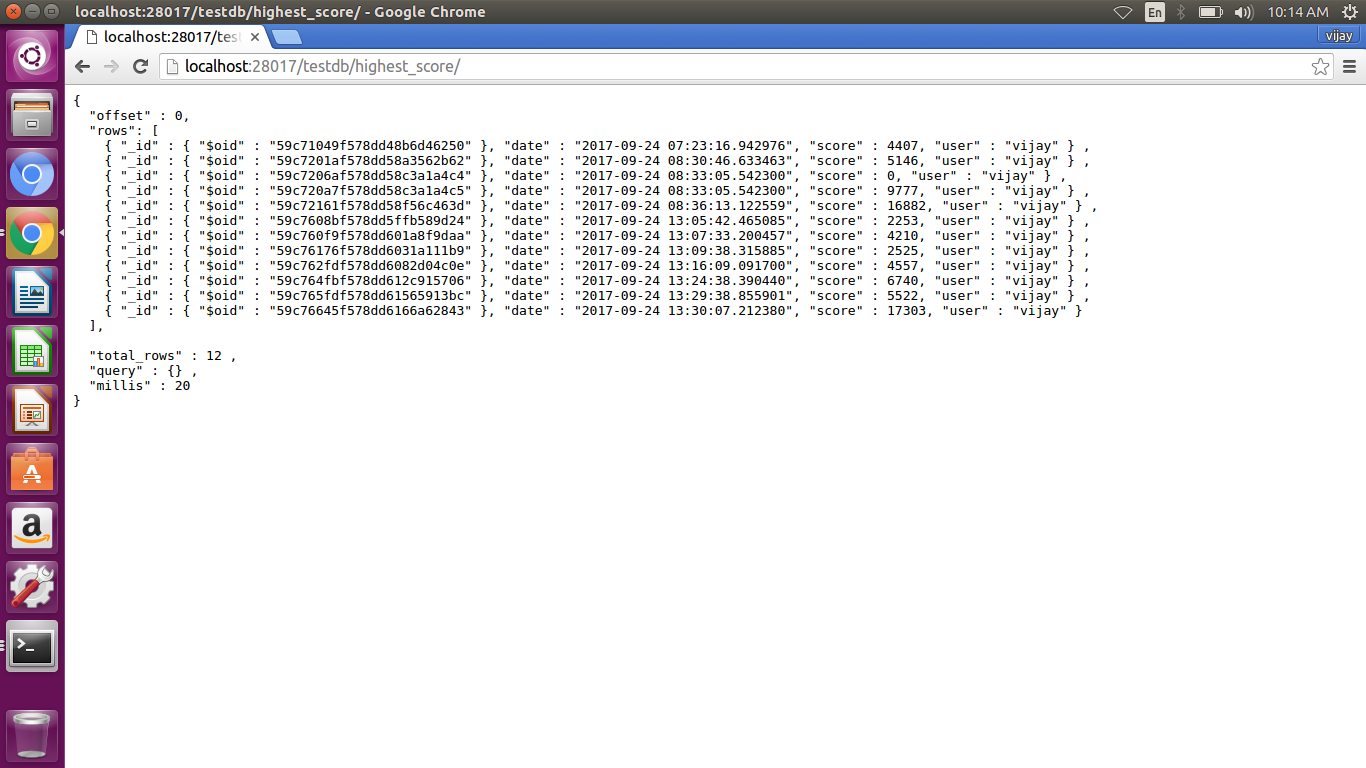 localhost:28017/testdb/highest_score/ - Google Chrome
En
10:14 AM
localhost:28017/tes
vijay
localhost:28017/testdb/highest_score/
{
  "offset" : 0,
  "rows": [
    { "_id" : { "$oid" : "59c71049f578dd48b6d46250" }, "date" : "2017-09-24 07:23:16.942976", "score" : 4407, "user" : "vijay" } ,
    { "_id" : { "$oid" : "59c7201af578dd58a3562b62" }, "date" : "2017-09-24 08:30:46.633463", "score" : 5146, "user" : "vijay" } ,
    { "_id" : { "$oid" : "59c7206af578dd58c3a1a4c4" }, "date" : "2017-09-24 08:33:05.542300", "score" : 0, "user" : "vijay" } ,
    { "_id" : { "$oid" : "59c720a7f578dd58c3a1a4c5" }, "date" : "2017-09-24 08:33:05.542300", "score" : 9777, "user" : "vijay" } ,
    { "_id" : { "$oid" : "59c72161f578dd58f56c463d" }, "date" : "2017-09-24 08:36:13.122559", "score" : 16882, "user" : "vijay" } ,
    { "_id" : { "$oid" : "59c7608bf578dd5ffb589d24" }, "date" : "2017-09-24 13:05:42.465085", "score" : 2253, "user" : "vijay" } ,
    { "_id" : { "$oid" : "59c760f9f578dd601a8f9daa" }, "date" : "2017-09-24 13:07:33.200457", "score" : 4210, "user" : "vijay" } ,
    { "_id" : { "$oid" : "59c76176f578dd6031a111b9" }, "date" : "2017-09-24 13:09:38.315885", "score" : 2525, "user" : "vijay" } ,
    { "_id" : { "$oid" : "59c762fdf578dd6082d04c0e" }, "date" : "2017-09-24 13:16:09.091700", "score" : 4557, "user" : "vijay" } ,
    { "_id" : { "$oid" : "59c764fbf578dd612c915706" }, "date" : "2017-09-24 13:24:38.390440", "score" : 6740, "user" : "vijay" } ,
    { "_id" : { "$oid" : "59c765fdf578dd61565913bc" }, "date" : "2017-09-24 13:29:38.855901", "score" : 5522, "user" : "vijay" } ,
    { "_id" : { "$oid" : "59c76645f578dd6166a62843" }, "date" : "2017-09-24 13:30:07.212380", "score" : 17303, "user" : "vijay" }
  ],
  "total_rows" : 12 ,
  "query" : {} ,
  "millis" : 20
}